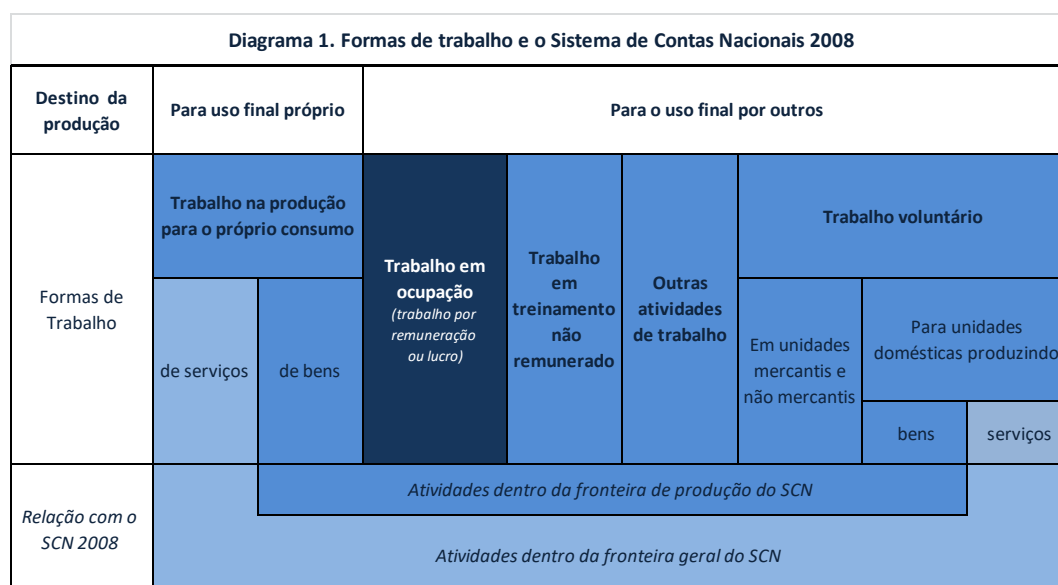 Diagrama 1. Formas de trabalho e o Sistema de Contas Nacionais 2008
Destino da
produção
Para uso final próprio
Para o uso final por outros
Formas de
Trabalho
Trabalho na produção
para o próprio consumo
de serviços
de bens
Trabalho em
ocupação
(trabalho por
remuneração
ou lucro)
Trabalho
em
treinamento
não
remunerado
Outras
atividades
de trabalho
Trabalho voluntário
Em unidades
mercantis e
não mercantis
Para unidades
domésticas produzindo
bens
serviços
Relação com o
SCN 2008
Atividades dentro da fronteira de produção do SCN
Atividades dentro da fronteira geral do SCN